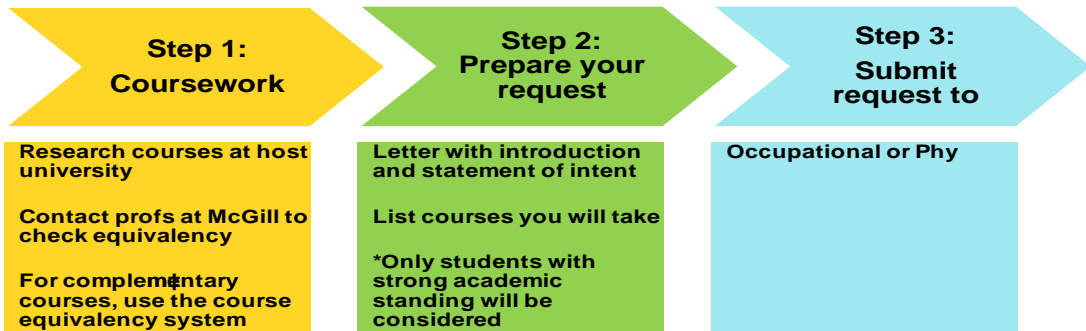 Step 1:
Coursework
Research courses at host
university
Contact profs at McGill to
check equivalency
For complementary
courses, use the course
equivalency system
Step 2:
Prepare your
request
Letter with introduction
and statement of intent
List courses you will take
*Only students with
strong academic
standing will be
considered
Step 3:
Submit
request to
Occupational or Phy